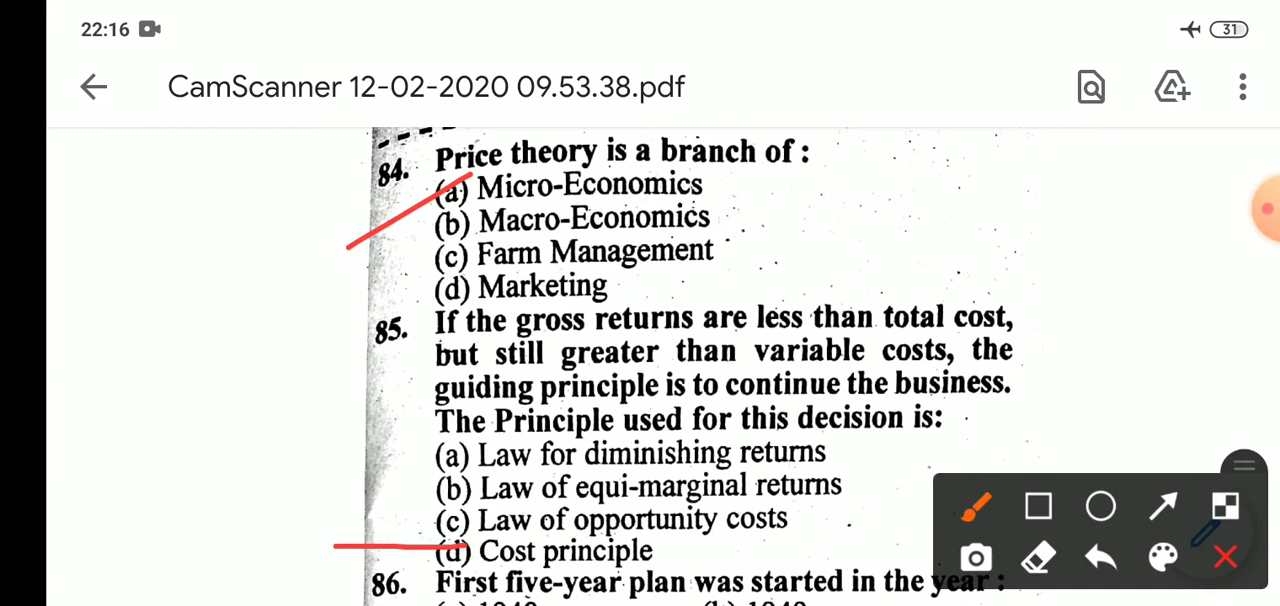 22:16
31
CamScanner 12-02-2020 09.53.38.pdf
84. Price theory is a branch of :
(a) Micro-Economics
(b) Macro-Economics
(c) Farm Management
(d) Marketing
85. If the gross returns are less than total cost,
but still greater than variable costs, the
guiding principle is to continue the business.
The Principle used for this decision is:
(a) Law for diminishing returns
(b) Law of equi-marginal returns
(c) Law of opportunity costs
(d) Cost principle
86. First five-year plan was started in the year :